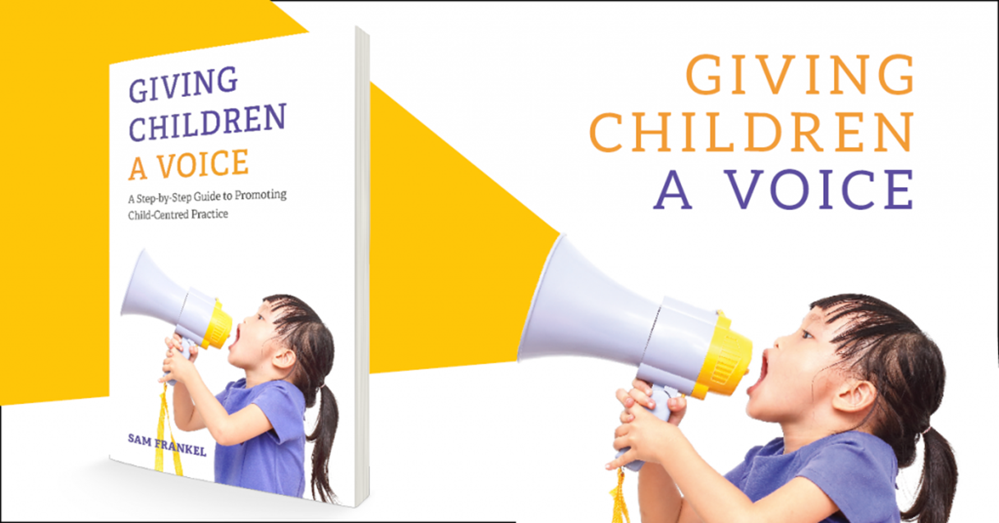 GIVING
CHILDREN
A VOICE
A Step-by-Step Guide to Promoting
Child-Centred Practice
SAM FRANKEL
GIVING
CHILDREN
A VOICE